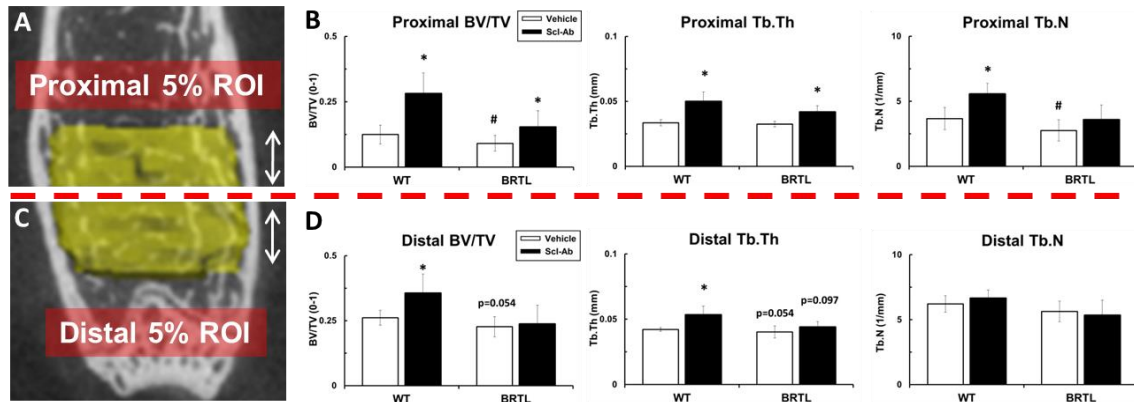 A
Proximal 5% ROI
B
Proximal BV/TV
Vehicle
Scl-Ab
BV/TV (0-1)
0.5
0.25
0
*
#
*
WT
BRTL
Proximal Tb.Th
Tb.Th (mm)
0.1
0.05
0
*
*
WT
BRTL
Proximal Tb.N
Tb.N (1/mm)
10
5
0
*
#
WT
BRTL
C
Distal 5% ROI
D
Distal BV/TV
Vehicle
Scl-Ab
BV/TV (0-1)
0.5
0.25
0
*
p=0.054
WT
BRTL
Distal Tb.Th
Tb.Th (mm)
0.1
0.05
0
*
p=0.054
p=0.097
WT
BRTL
Distal Tb.N
Tb.N (1/mm)
10
5
0
WT
BRTL